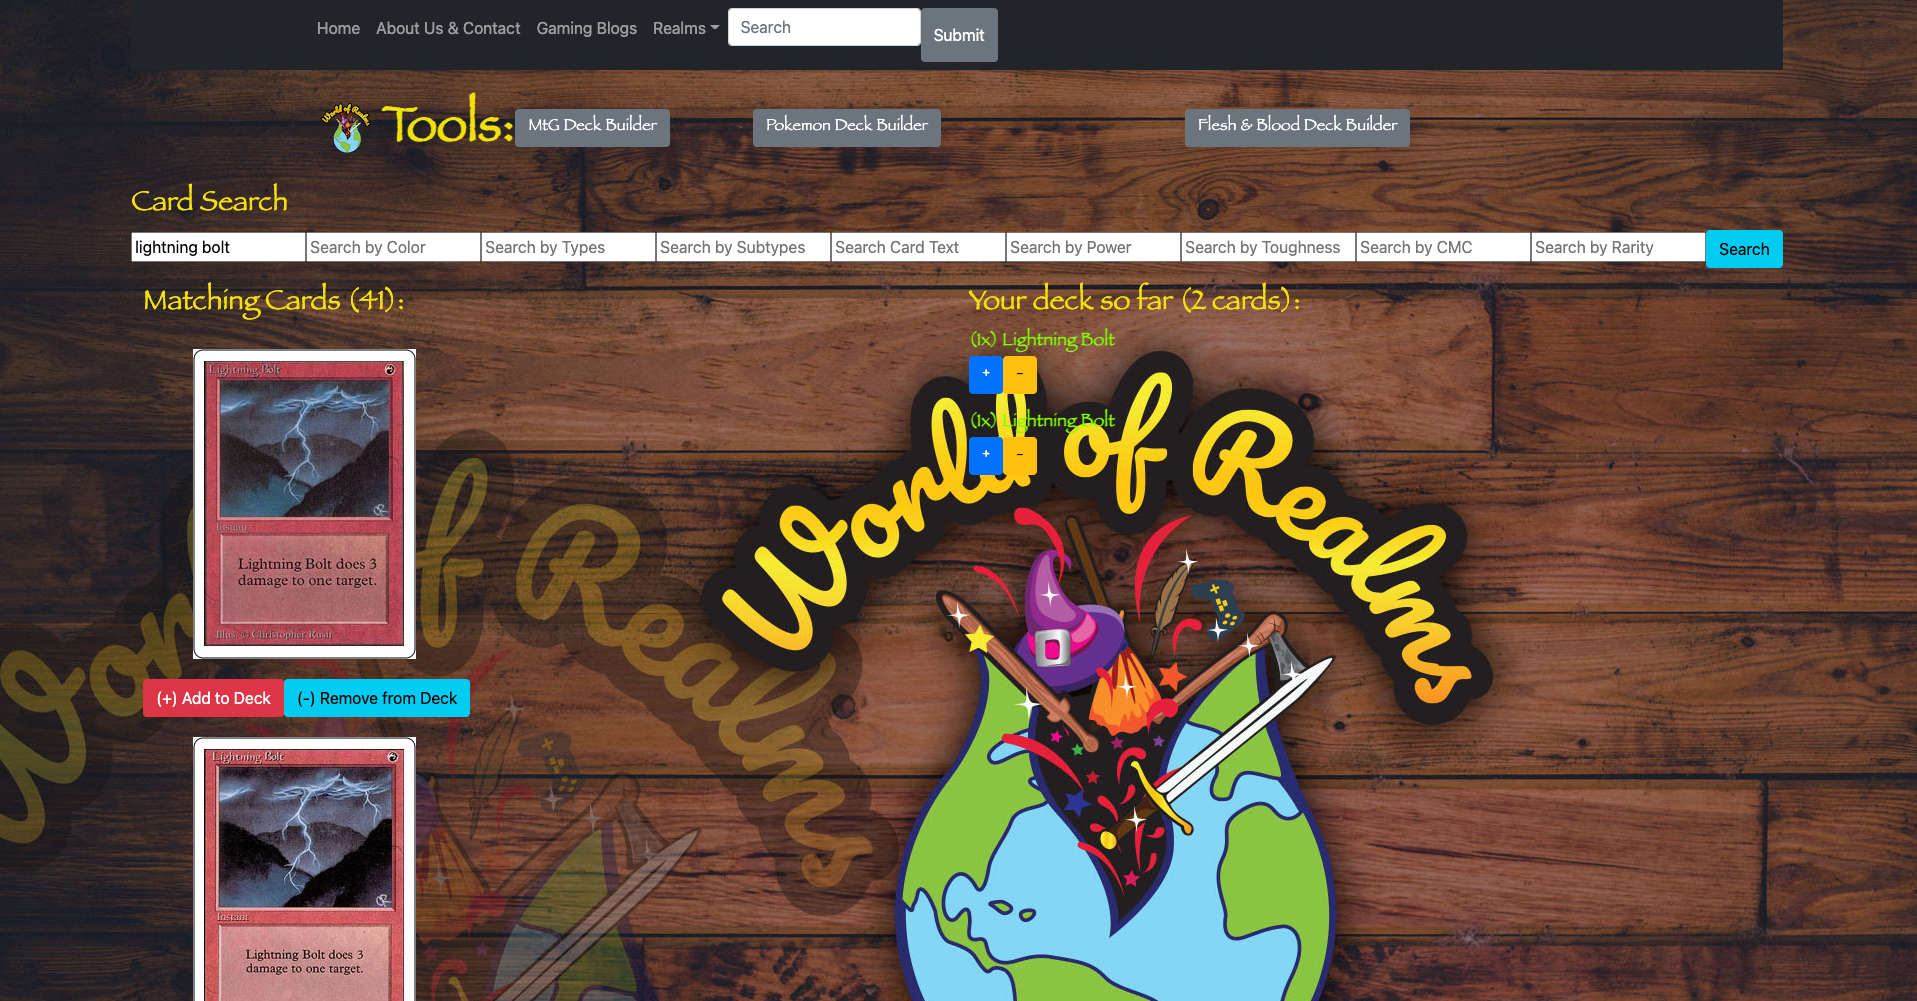 Home About Us & Contact Gaming Blogs Realms Search Submit
World of Realms
Tools: MtG Deck Builder Pokemon Deck Builder Flesh & Blood Deck Builder
Card Search
lightning bolt Search by Color Search by Types Search by Subtypes Search Card Text Search by Power Search by Toughness Search by CMC Search by Rarity Search
Matching Cards (41):
Lightning Bolt
Instant
Lightning Bolt does 3
damage to one target.
Illus. © Christopher Rush
(+) Add to Deck (-) Remove from Deck
Lightning Bolt
Instant
Lightning Bolt does 3
damage to one target.
Your deck so far (2 cards):
(1x) Lightning Bolt
+ -
(1x) Lightning Bolt
+ -
World of Realms
World of Realms